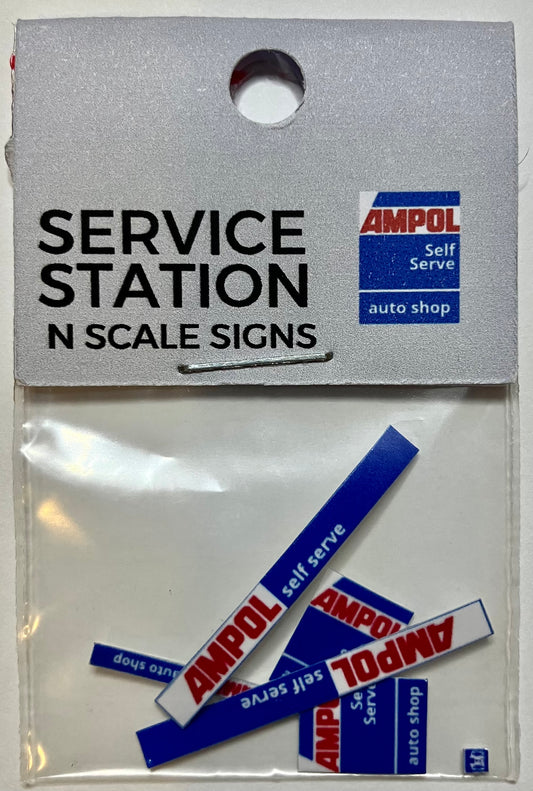 SERVICE
STATION
N SCALE SIGNS
AMPOL
Self
Serve
auto shop
AMPOL self serve
AMPOL
auto shop
AMPOL self serve
AMPO
Self
Serve
auto shop